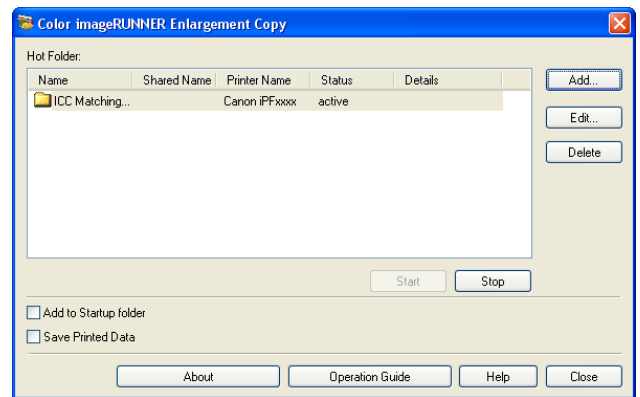 Color imageRUNNER Enlargement Copy
Hot Folder:
Name Shared Name Printer Name Status Details
ICC Matching... Canon iPFxxxx active
Add...
Edit...
Delete
Start Stop
Add to Startup folder
Save Printed Data
About Operation Guide Help Close